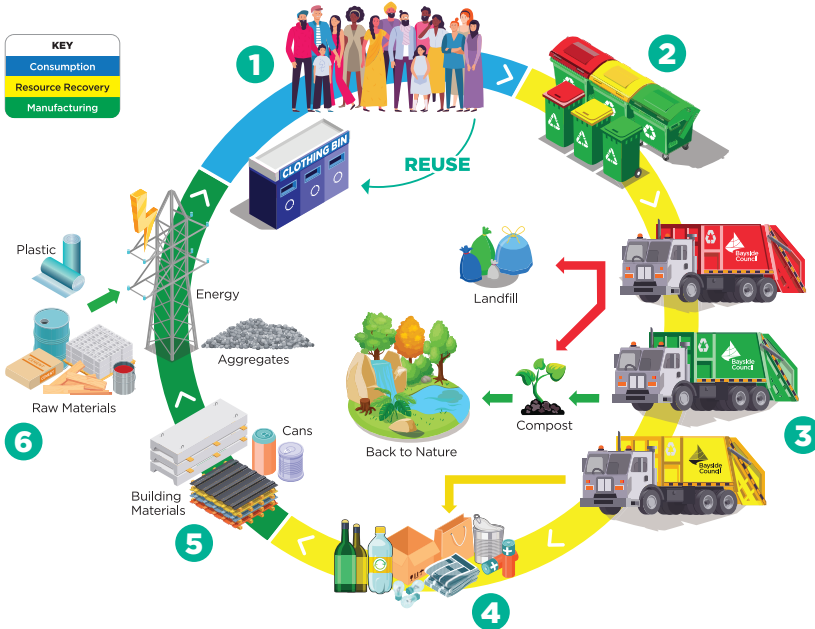 KEY
Consumption
Resource Recovery
Manufacturing
1
2
CLOTHING BIN
REUSE
Bayside
Council
Landfill
Plastic
Energy
Aggregates
Raw Materials
6
Bayside
Council
Compost
Back to Nature
3
Cans
Building
Materials
5
Bayside
Council
4